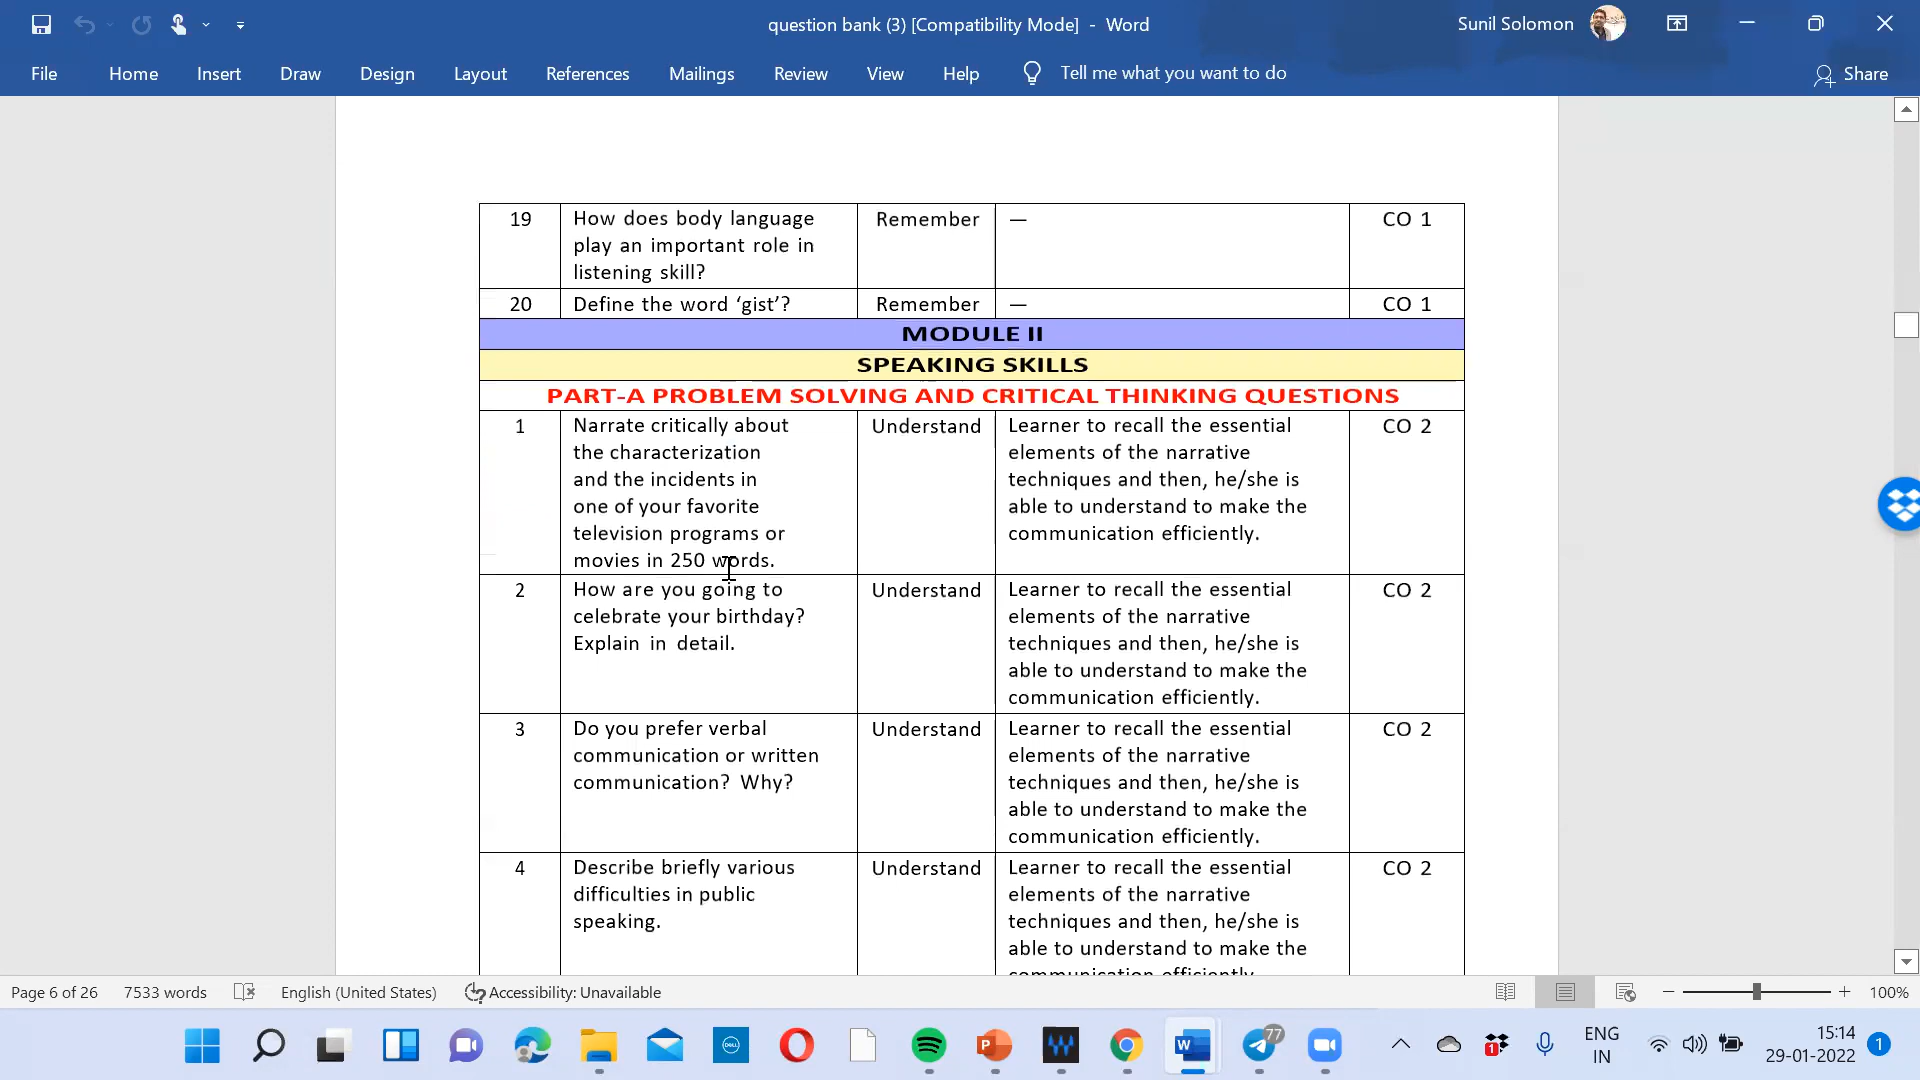 question bank (3) [Compatibility Mode] - Word
Sunil Solomon
File Home Insert Draw Design Layout References Mailings Review View Help Tell me what you want to do Share
19 How does body language Remember — CO 1
play an important role in
listening skill?
20 Define the word ‘gist’? Remember — CO 1
MODULE II
SPEAKING SKILLS
PART-A PROBLEM SOLVING AND CRITICAL THINKING QUESTIONS
1 Narrate critically about Understand Learner to recall the essential CO 2
the characterization elements of the narrative
and the incidents in techniques and then, he/she is
one of your favorite able to understand to make the
television programs or communication efficiently.
movies in 250 words.
2 How are you going to Understand Learner to recall the essential CO 2
celebrate your birthday? elements of the narrative
Explain in detail. techniques and then, he/she is
able to understand to make the
communication efficiently.
3 Do you prefer verbal Understand Learner to recall the essential CO 2
communication or written elements of the narrative
communication? Why? techniques and then, he/she is
able to understand to make the
communication efficiently.
4 Describe briefly various Understand Learner to recall the essential CO 2
difficulties in public elements of the narrative
speaking. techniques and then, he/she is
able to understand to make the
communication efficiently.
Page 6 of 26 7533 words English (United States) Accessibility: Unavailable 100%
77
1
DELL
P
W
ENG
IN
15:14
29-01-2022
1